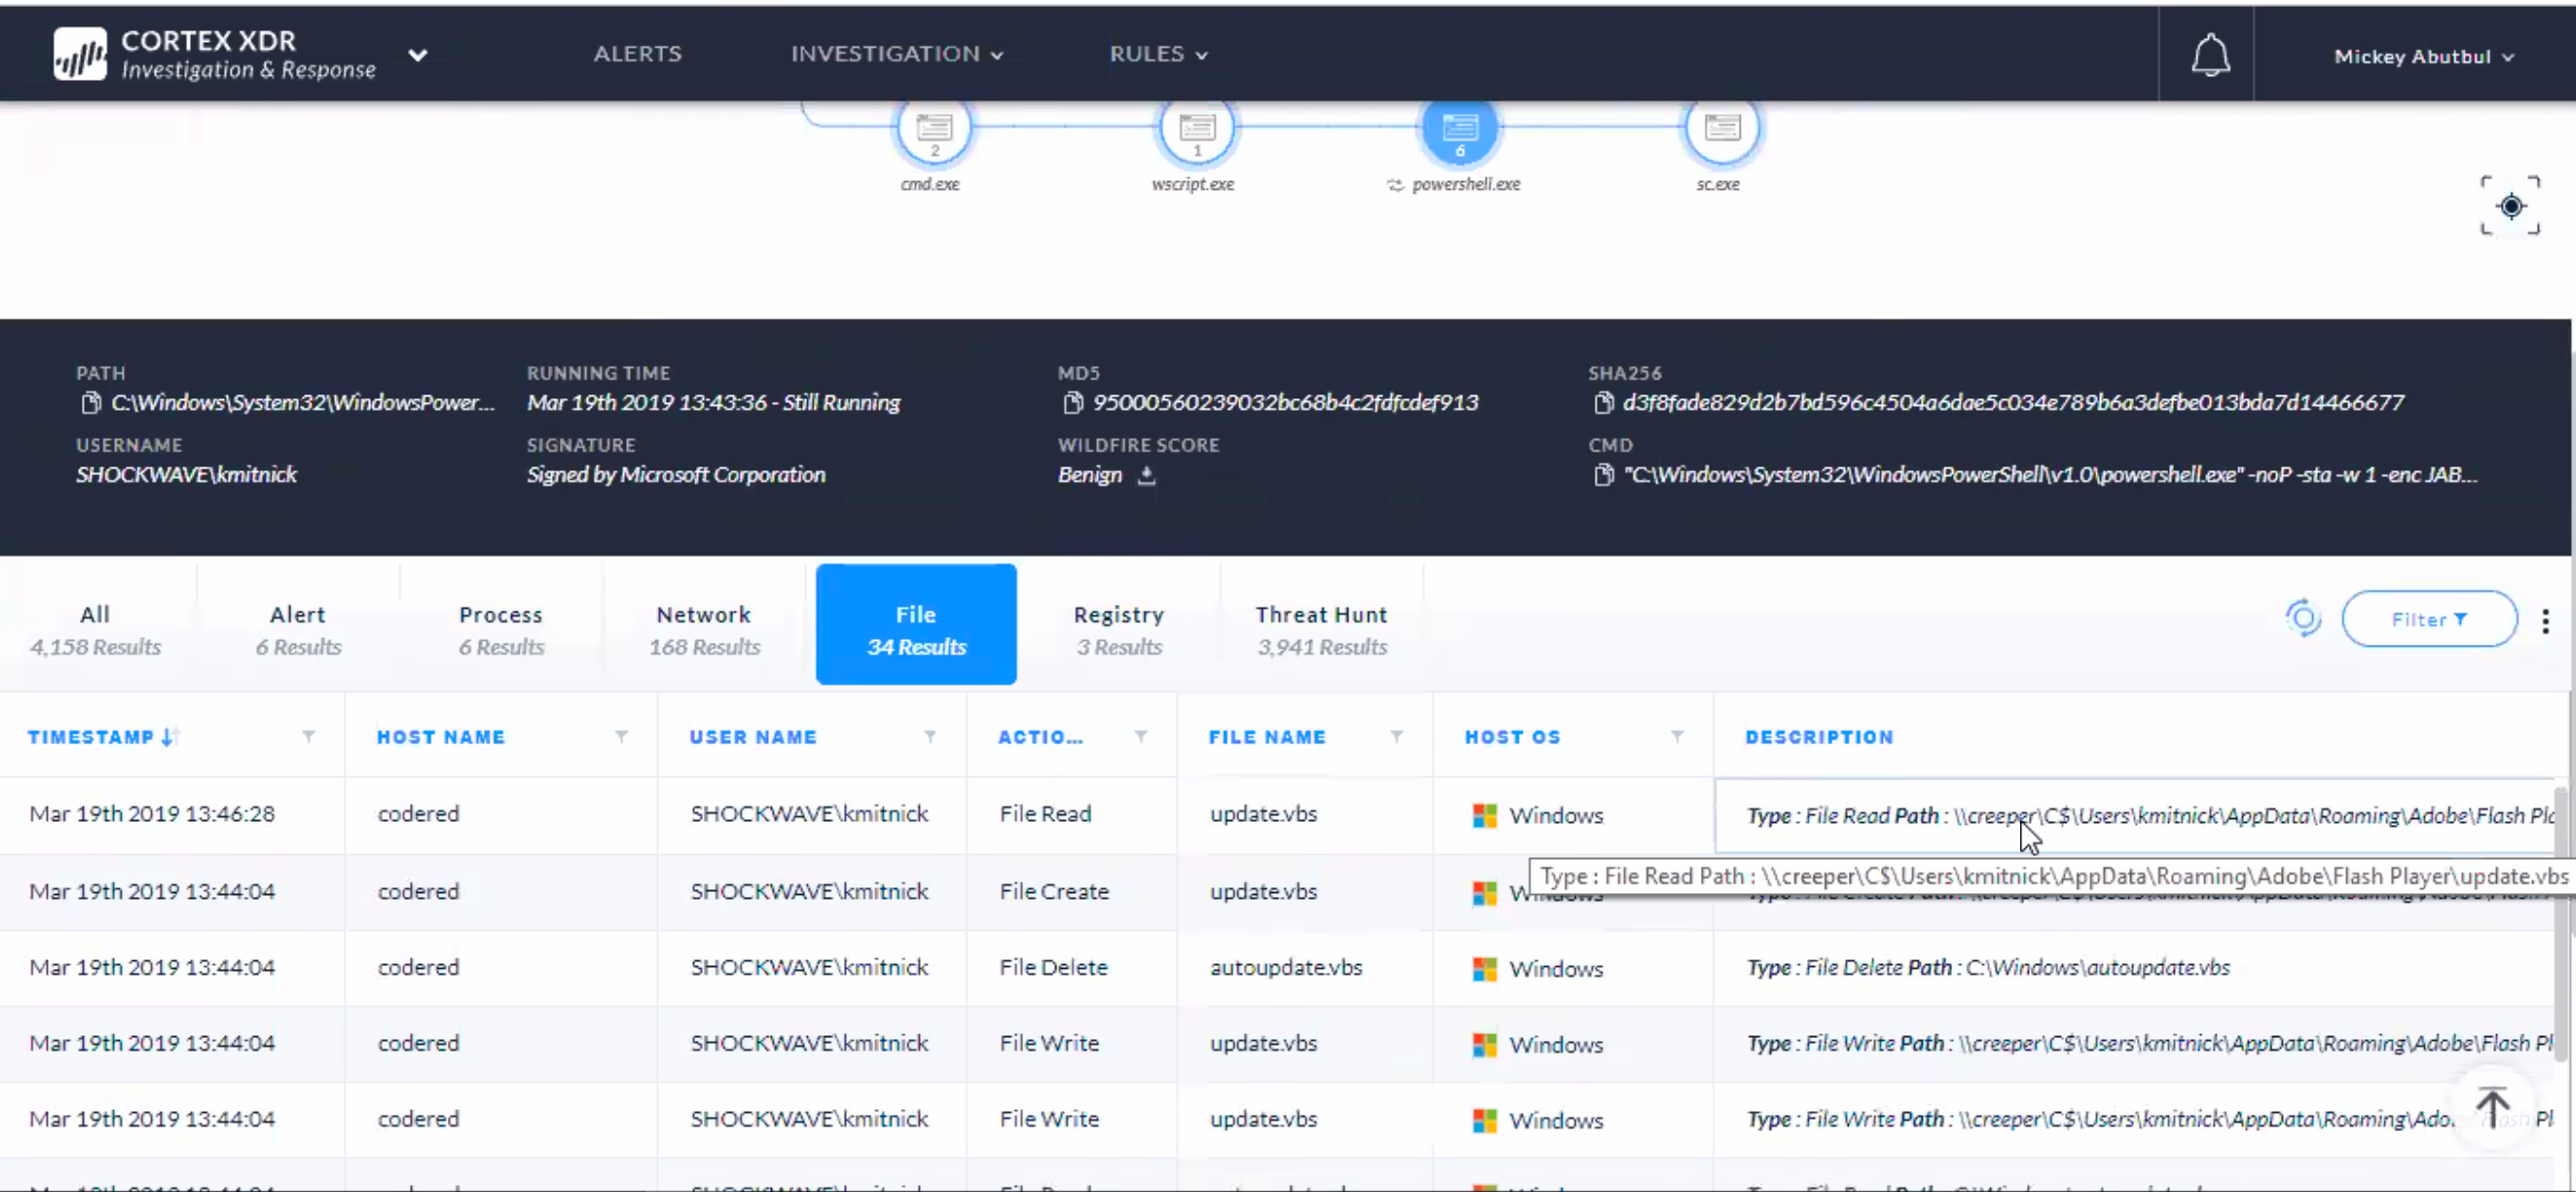 CORTEX XDR
Investigation & Response
ALERTS
INVESTIGATION
RULES
Mickey Abutbul
2
1
6
cmd.exe
wscript.exe
powershell.exe
sc.exe
PATH
RUNNING TIME
MD5
SHA256
C:\Windows\System32\WindowsPower...
Mar 19th 2019 13:43:36 - Still Running
95000560239032bc68b4c2fdfcdef913
d3f8fade829d2b7bd596c4504a6dae5c034e789b6a3defbe013bda7d14466677
USERNAME
SIGNATURE
WILDFIRE SCORE
CMD
SHOCKWAVE\kmitnick
Signed by Microsoft Corporation
Benign
"C:\Windows\System32\WindowsPowerShell\v1.0\powershell.exe" -noP -sta -w 1 -enc JAB...
All
Alert
Process
Network
File
Registry
Threat Hunt
4,158 Results
6 Results
6 Results
168 Results
34 Results
3 Results
3,941 Results
Filter
TIMESTAMP
HOST NAME
USER NAME
ACTIO...
FILE NAME
HOST OS
DESCRIPTION
Mar 19th 2019 13:46:28
codered
SHOCKWAVE\kmitnick
File Read
update.vbs
Windows
Type : File Read Path : \\creeper\C$\Users\kmitnick\AppData\Roaming\Adobe\Flash Pla
Type : File Read Path : \\creeper\C$\Users\kmitnick\AppData\Roaming\Adobe\Flash Player\update.vbs
Mar 19th 2019 13:44:04
codered
SHOCKWAVE\kmitnick
File Create
update.vbs
Mar 19th 2019 13:44:04
codered
SHOCKWAVE\kmitnick
File Delete
autoupdate.vbs
Windows
Type : File Delete Path : C:\Windows\autoupdate.vbs
Mar 19th 2019 13:44:04
codered
SHOCKWAVE\kmitnick
File Write
update.vbs
Windows
Type : File Write Path : \\creeper\C$\Users\kmitnick\AppData\Roaming\Adobe\Flash Pl
Mar 19th 2019 13:44:04
codered
SHOCKWAVE\kmitnick
File Write
update.vbs
Windows
Type : File Write Path : \\creeper\C$\Users\kmitnick\AppData\Roaming\Ado